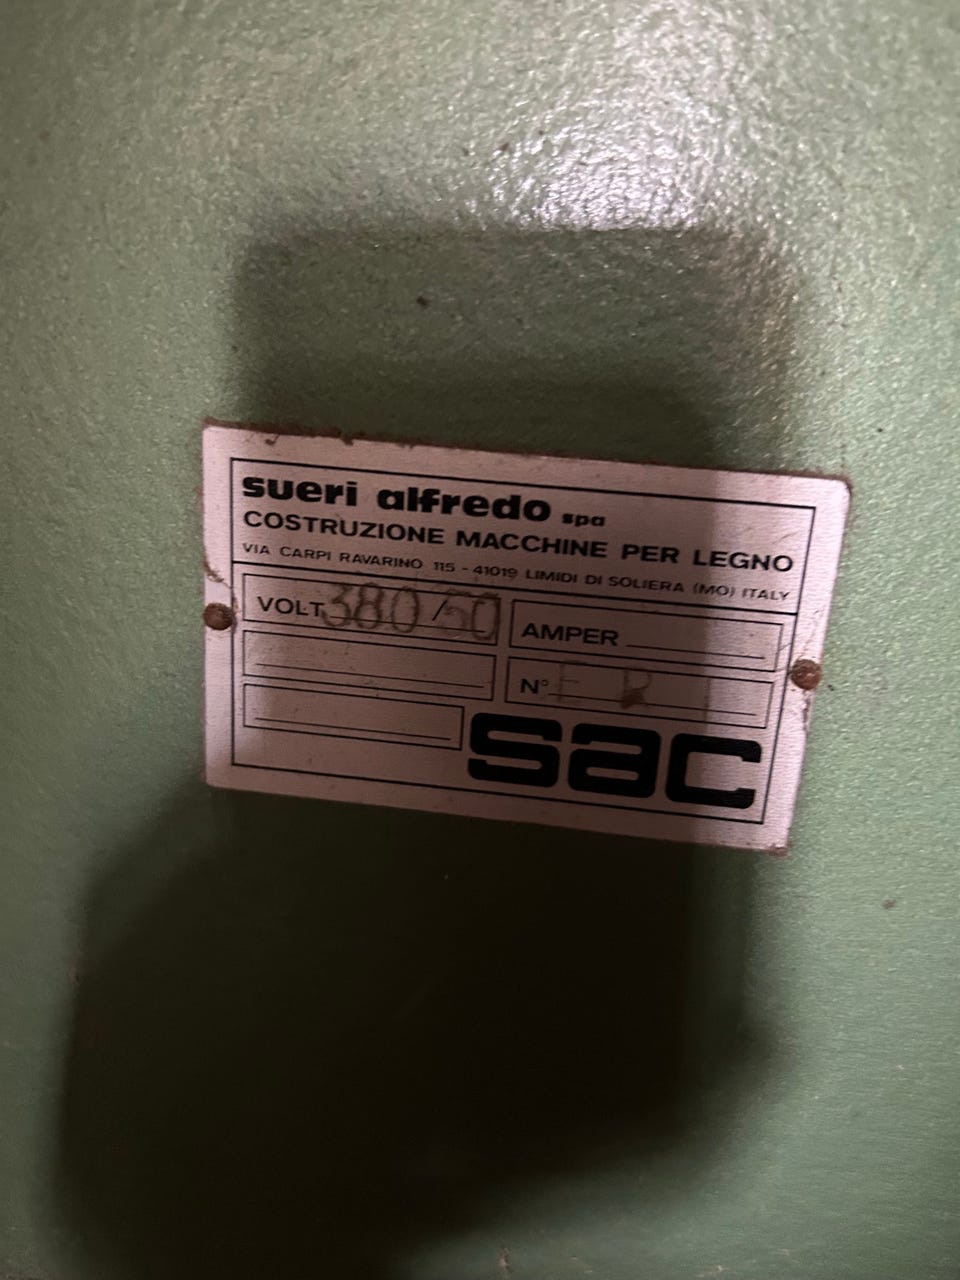 sueri alfredo spa
COSTRUZIONE MACCHINE PER LEGNO
VIA CARPI RAVARINO 115 - 41019 LIMIDI DI SOLIERA (MO) ITALY
VOLT 380/50
AMPER
N° E R
sac